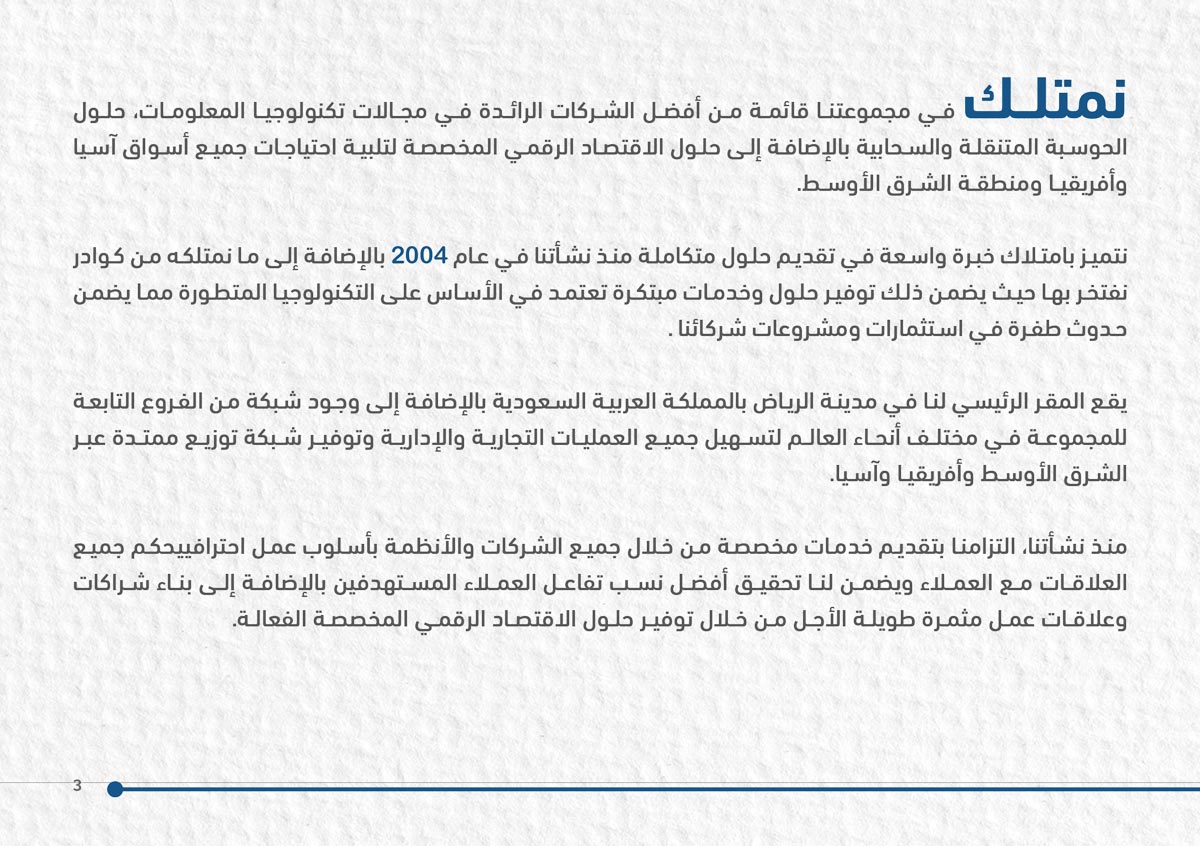 نمتلك في مجموعتنا قائمة من أفضل الشركات الرائدة في مجالات تكنولوجيا المعلومات، حلول
الحوسبة المتنقلة والسحابية بالإضافة إلى حلول الاقتصاد الرقمي المخصصة لتلبية احتياجات جميع أسواق آسيا
وأفريقيا ومنطقة الشرق الأوسط.
نتميز بامتلاك خبرة واسعة في تقديم حلول متكاملة منذ نشأتنا في عام 2004 بالإضافة إلى ما نمتلكه من كوادر
نفتخر بها حيث يضمن ذلك توفير حلول وخدمات مبتكرة تعتمد في الأساس على التكنولوجيا المتطورة مما يضمن
حدوث طفرة في استثمارات ومشروعات شركائنا .
يقع المقر الرئيسي لنا في مدينة الرياض بالمملكة العربية السعودية بالإضافة إلى وجود شبكة من الفروع التابعة
للمجموعة في مختلف أنحاء العالم لتسهيل جميع العمليات التجارية والإدارية وتوفير شبكة توزيع ممتدة عبر
الشرق الأوسط وأفريقيا وآسيا.
منذ نشأتنا، التزامنا بتقديم خدمات مخصصة من خلال جميع الشركات والأنظمة بأسلوب عمل احترافييحكم جميع
العلاقات مع العملاء ويضمن لنا تحقيق أفضل نسب تفاعل العملاء المستهدفين بالإضافة إلى بناء شراكات
وعلاقات عمل مثمرة طويلة الأجل من خلال توفير حلول الاقتصاد الرقمي المخصصة الفعالة.
3